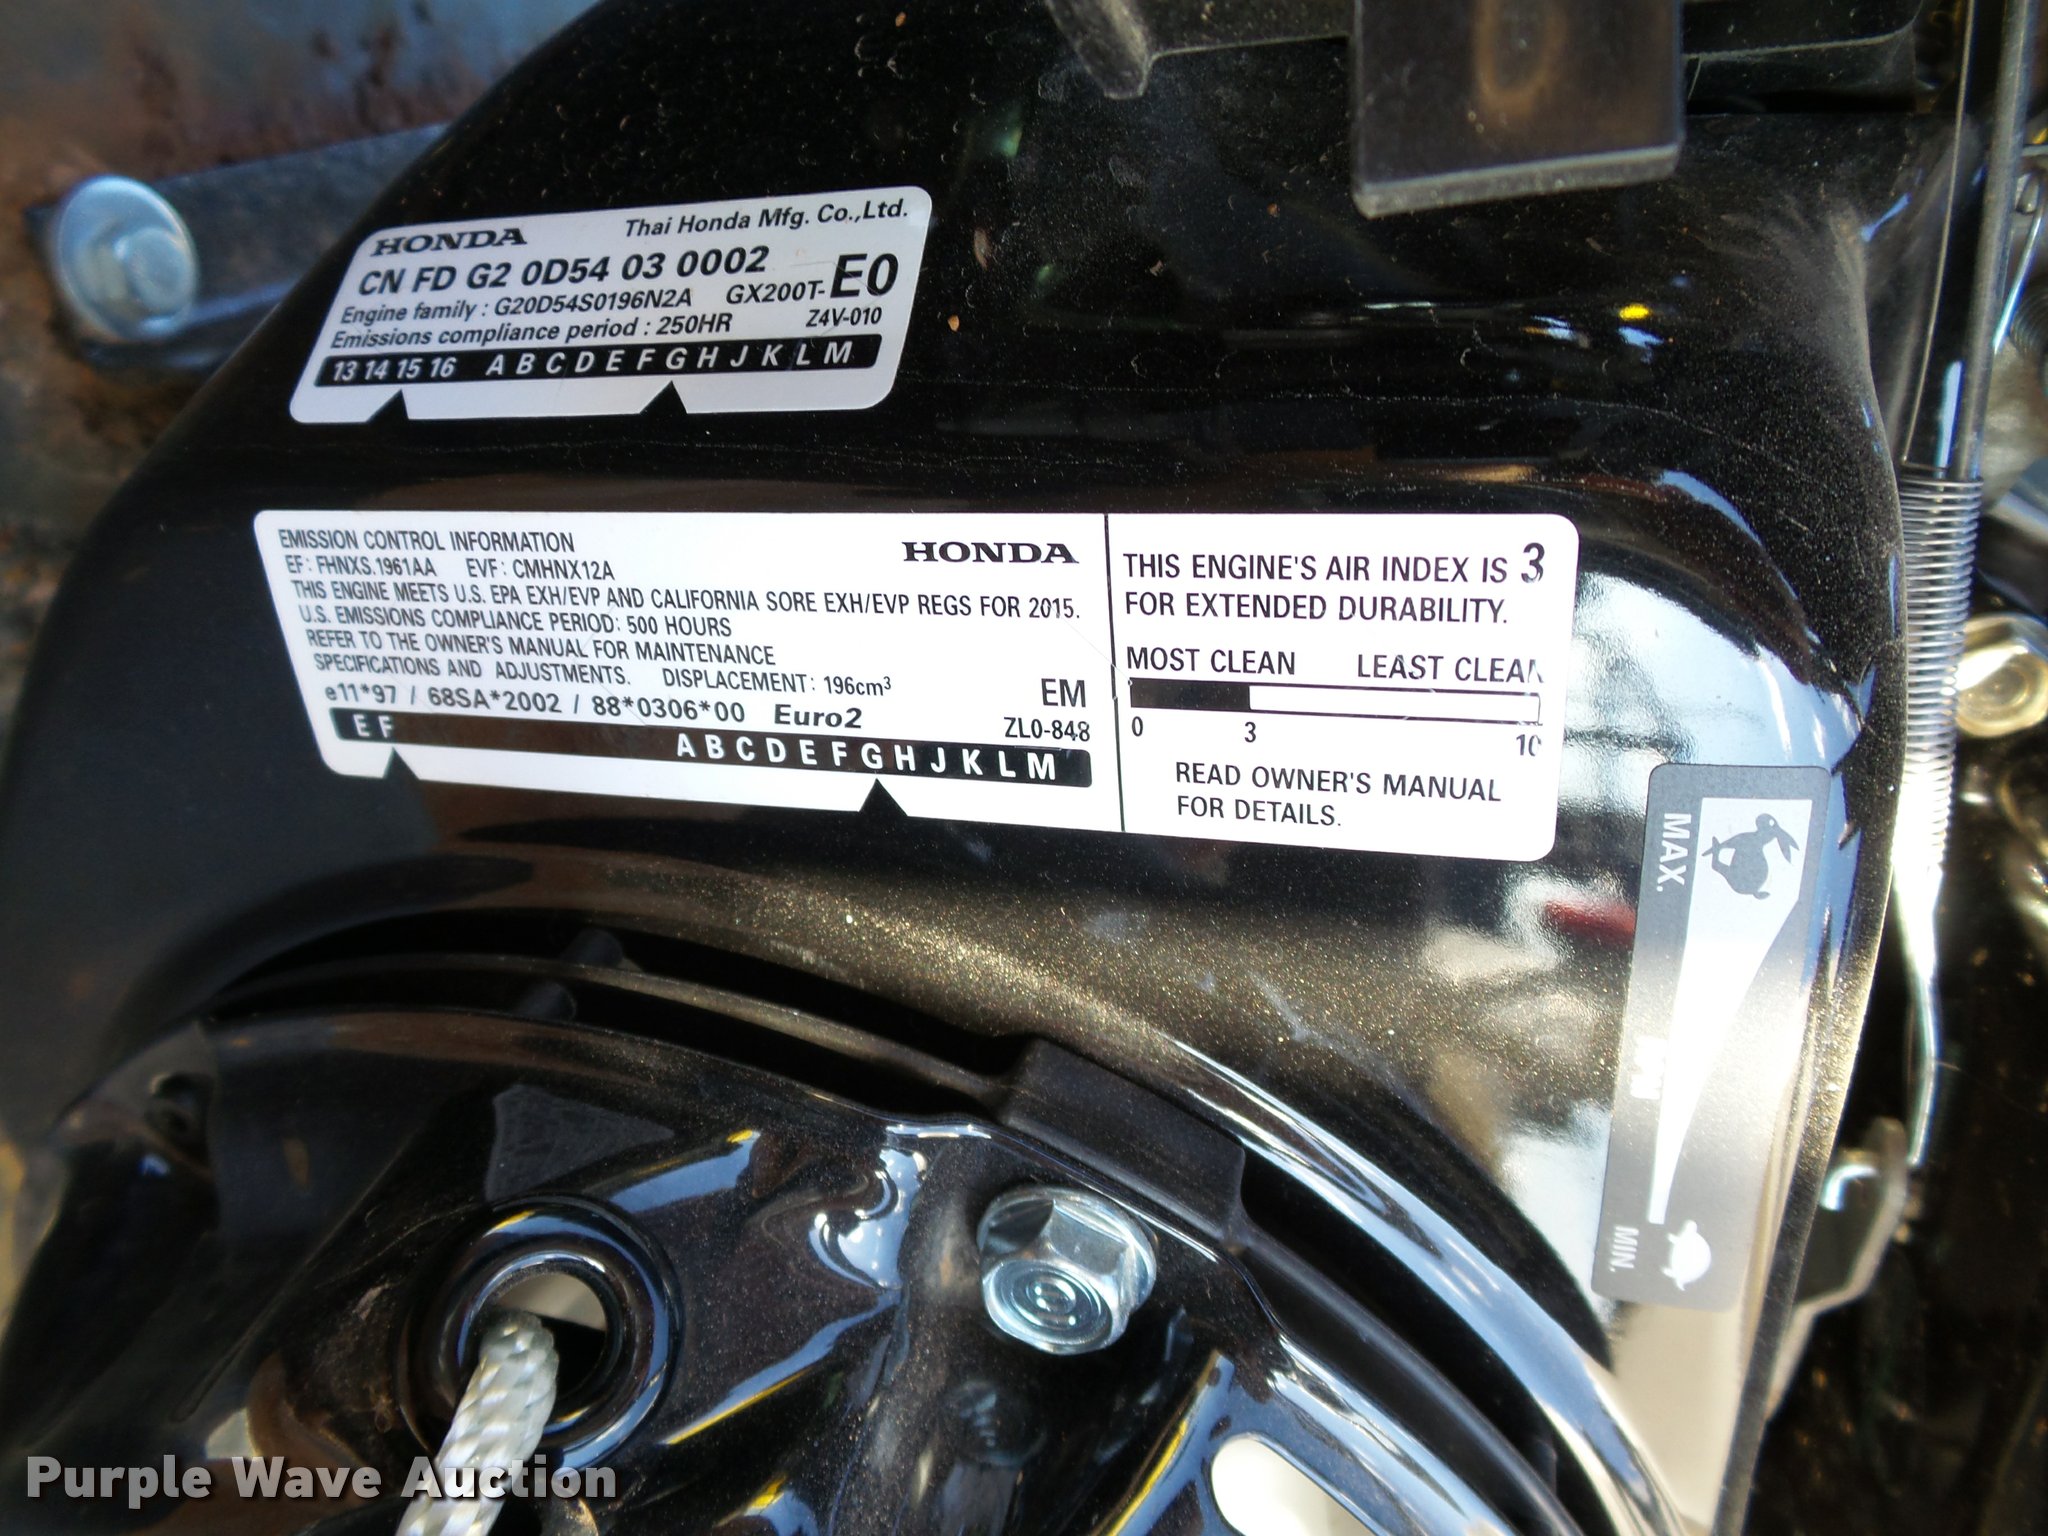 HONDA Thai Honda Mfg. Co.,Ltd.
CN FD G2 0D54 03 0002
Engine family : G20D54S0196N2A GX200T-E0
Emissions compliance period : 250HR Z4V-010
13 14 15 16 A B C D E F G H J K L M
EMISSION CONTROL INFORMATION HONDA
EF: FHNXS.1961AA EVF: CMHNX12A
THIS ENGINE MEETS U.S. EPA EXH/EVP AND CALIFORNIA SORE EXH/EVP REGS FOR 2015.
U.S. EMISSIONS COMPLIANCE PERIOD: 500 HOURS
REFER TO THE OWNER'S MANUAL FOR MAINTENANCE
SPECIFICATIONS AND ADJUSTMENTS. DISPLACEMENT: 196cm³
e11*97 / 68SA*2002 / 88*0306*00 Euro2 EM
ZL0-848
E F A B C D E F G H J K L M
THIS ENGINE'S AIR INDEX IS 3
FOR EXTENDED DURABILITY.
MOST CLEAN LEAST CLEAN
0 3 10
READ OWNER'S MANUAL
FOR DETAILS.
MAX.
MIN.
Purple Wave Auction